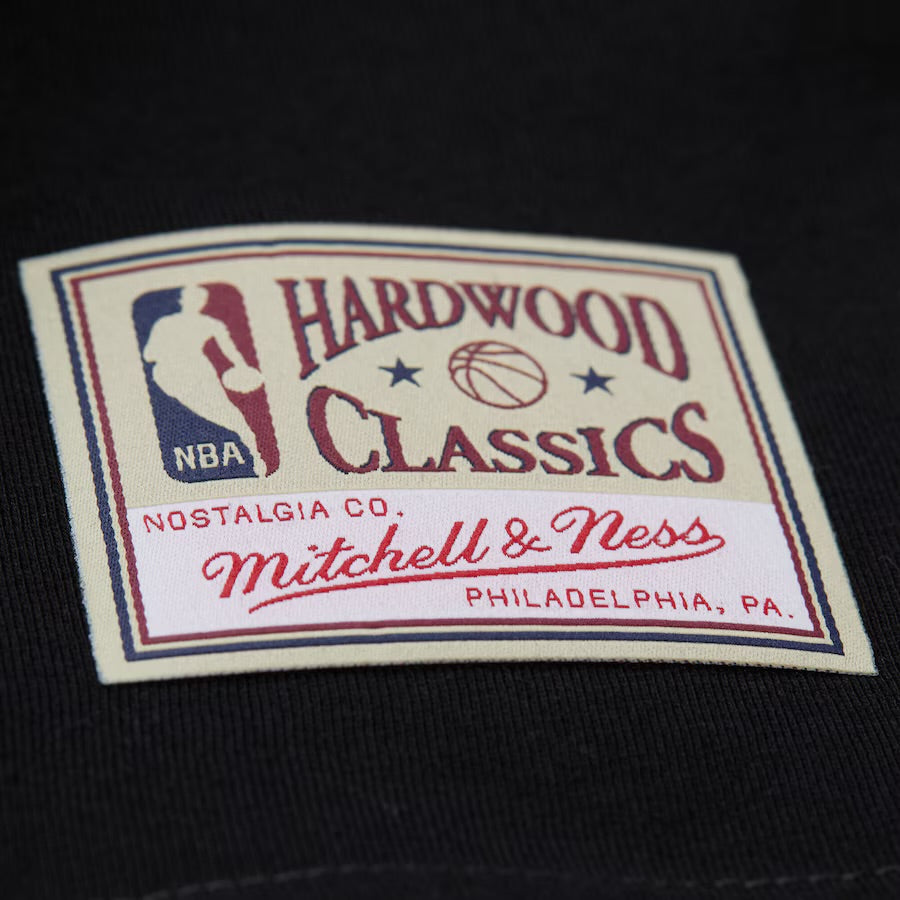 HARDWOOD
CLASSICS
NBA
NOSTALGIA CO.
Mitchell & Ness
PHILADELPHIA, PA.